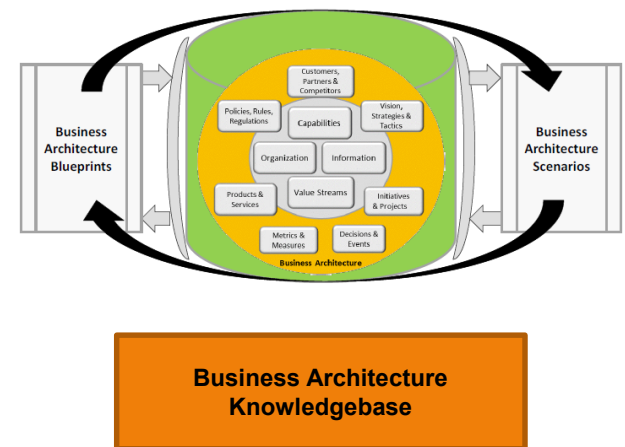 Customers,
Partners &
Competitors
Policies, Rules,
Regulations
Vision,
Strategies &
Tactics
Capabilities
Business
Architecture
Blueprints
Organization
Information
Business
Architecture
Scenarios
Value Streams
Products &
Services
Initiatives
& Projects
Metrics &
Measures
Decisions &
Events
Business Architecture
Business Architecture
Knowledgebase